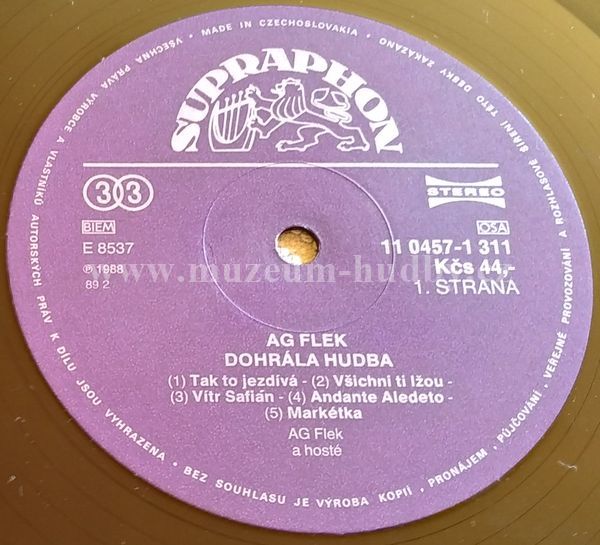 VŠECHNA PRÁVA VÝROBCE A VLASTNÍKŮ AUTORSKÝCH PRÁV K DÍLU JSOU VYHRAZENA • BEZ SOUHLASU JE VÝROBA KOPIÍ, PRONÁJEM, PŮJČOVÁNÍ, VEŘEJNÉ PROVOZOVÁNÍ A ROZHLASOVÉ ŠÍŘENÍ TÉTO DESKY ZAKÁZÁNO • MADE IN CZECHOSLOVAKIA •
SUPRAPHON
33
STEREO
BIEM
OSA
E 8537
11 0457-1 311
℗ 1988
Kčs 44,-
89 2
1. STRANA
www.muzeum-hudb
AG FLEK
DOHRÁLA HUDBA
(1) Tak to jezdívá - (2) Všichni ti lžou -
(3) Vítr Safián - (4) Andante Aledeto -
(5) Markétka
AG Flek
a hosté